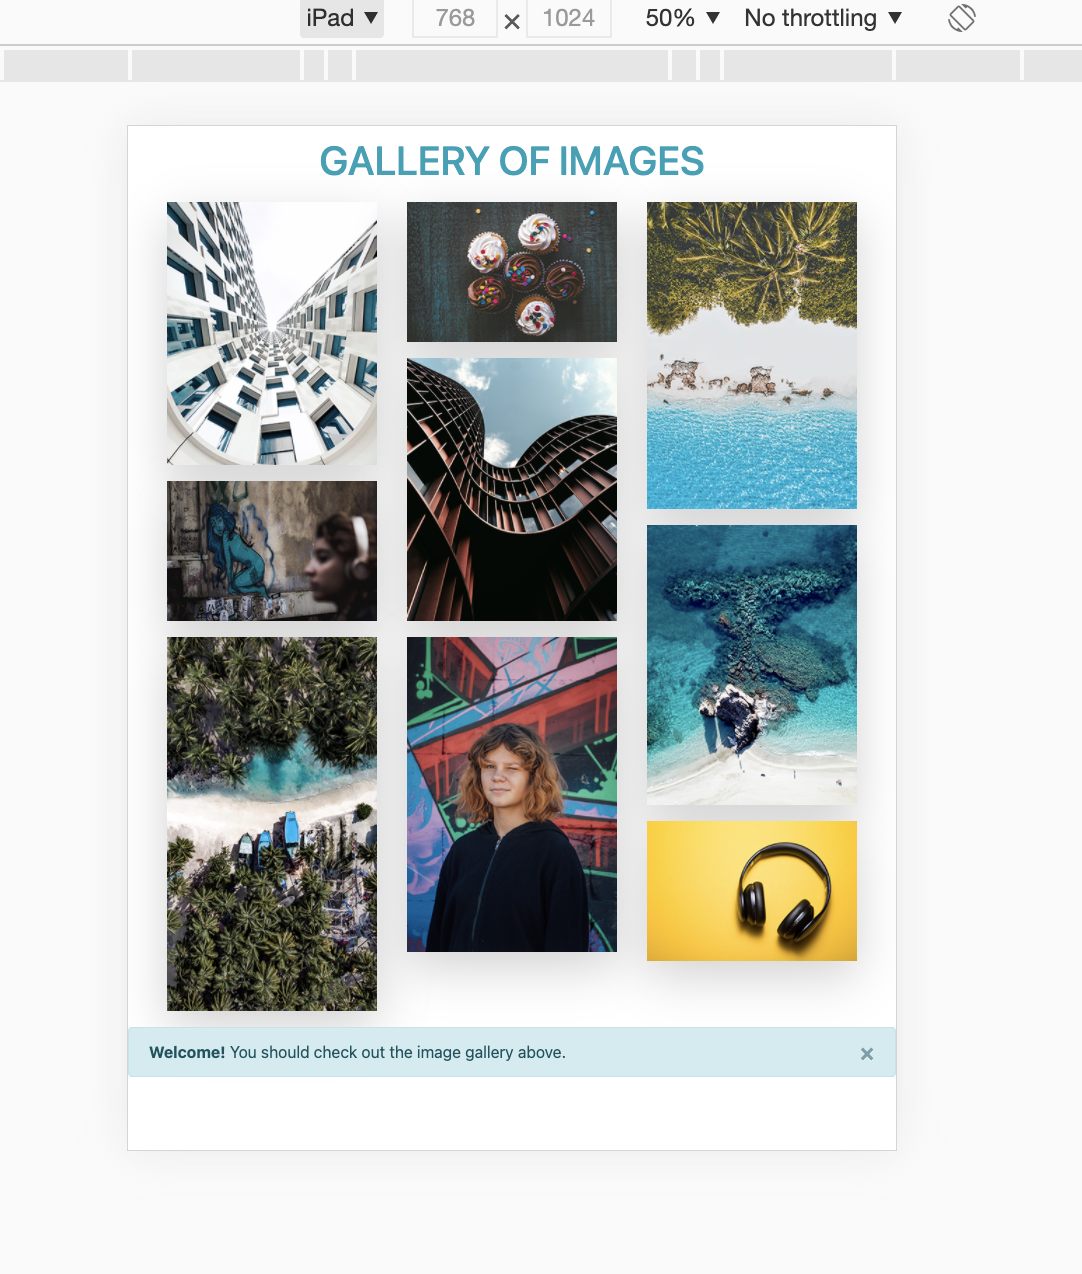 iPad ▼ 768 × 1024 50% ▼ No throttling ▼
GALLERY OF IMAGES
Welcome! You should check out the image gallery above. ×